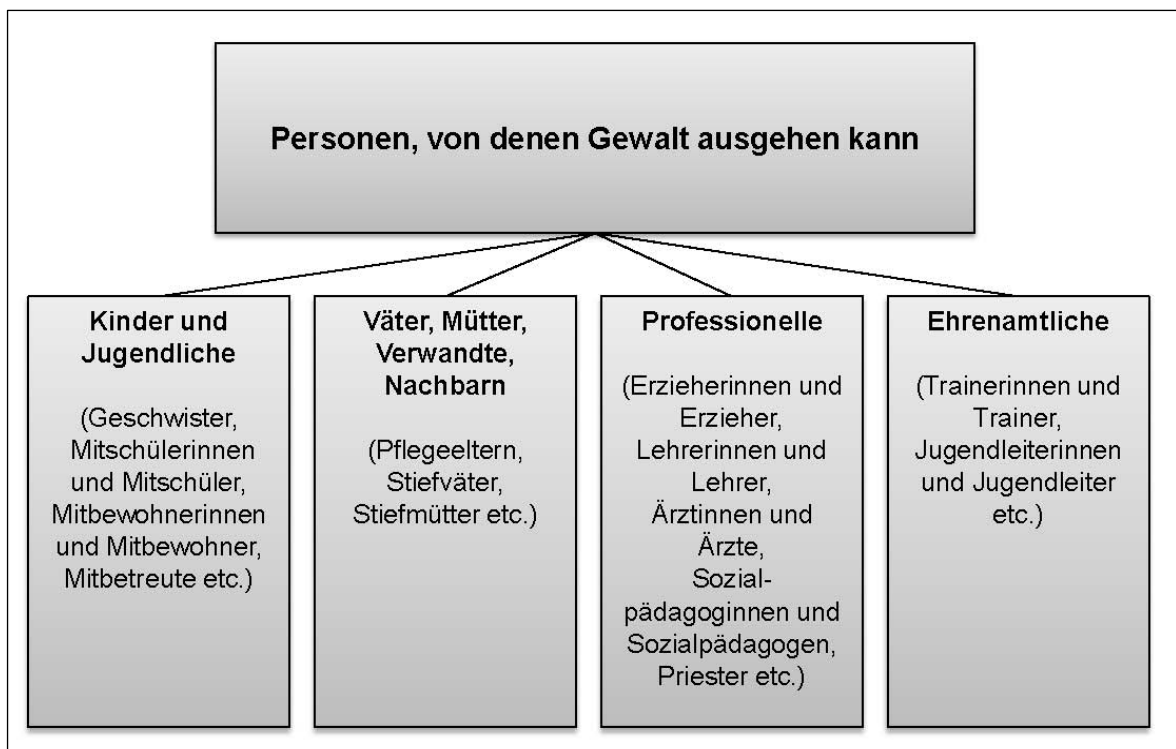 Personen, von denen Gewalt ausgehen kann
Kinder und
Jugendliche
(Geschwister,
Mitschülerinnen
und Mitschüler,
Mitbewohnerinnen
und Mitbewohner,
Mitbetreute etc.)
Väter, Mütter,
Verwandte,
Nachbarn
(Pflegeeltern,
Stiefväter,
Stiefmütter etc.)
Professionelle
(Erzieherinnen und
Erzieher,
Lehrerinnen und
Lehrer,
Ärztinnen und
Ärzte,
Sozial-
pädagoginnen und
Sozialpädagogen,
Priester etc.)
Ehrenamtliche
(Trainerinnen und
Trainer,
Jugendleiterinnen
und Jugendleiter
etc.)